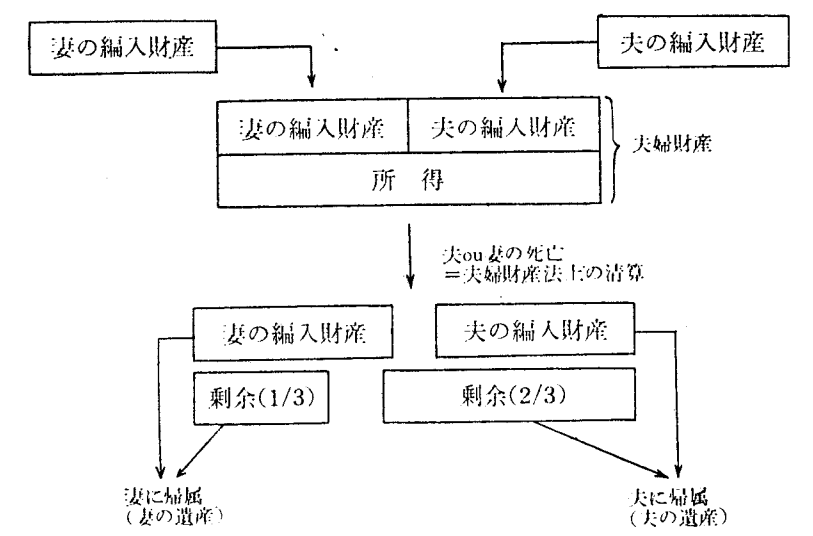 妻の編入財産
夫の編入財産
妻の編入財産
夫の編入財産
夫婦財産
所 得
夫ou妻の死亡
=夫婦財産法上の清算
妻の編入財産
夫の編入財産
剰余(1/3)
剰余(2/3)
妻に帰属
(妻の遺産)
夫に帰属
(夫の遺産)